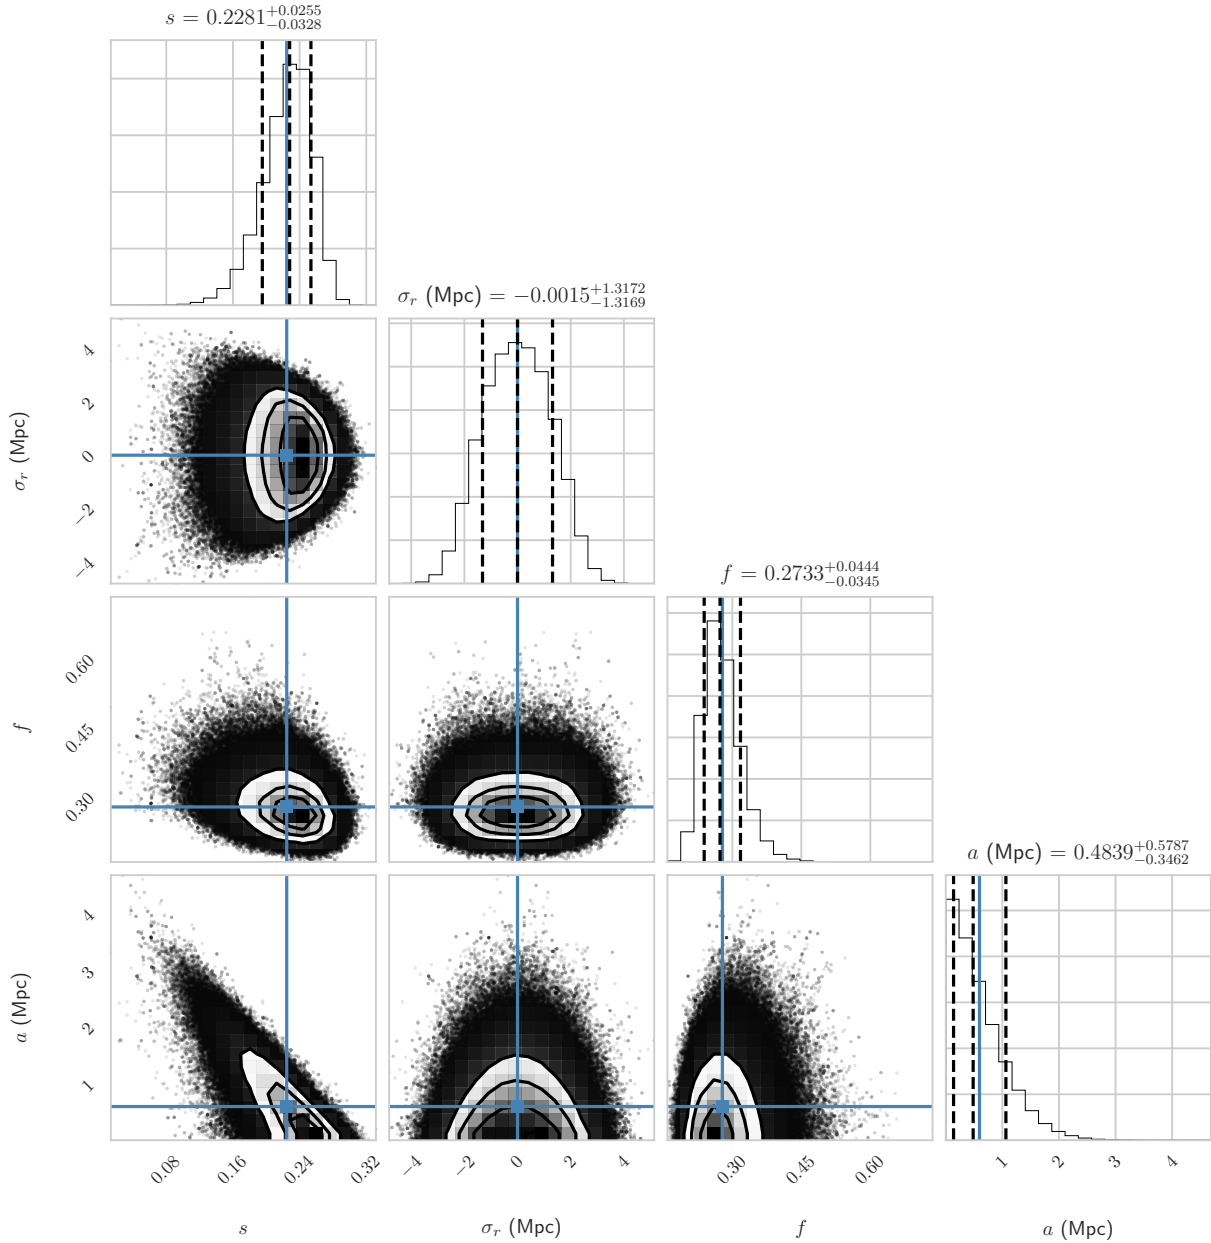 s = 0.2281^{+0.0255}_{-0.0328}
σ_r (Mpc) = −0.0015^{+1.3172}_{-1.3169}
4
2
0
−2
−4
σ_r (Mpc)
f = 0.2733^{+0.0444}_{-0.0345}
0.60
0.45
0.30
f
a (Mpc) = 0.4839^{+0.5787}_{-0.3462}
4
3
2
1
a (Mpc)
0.08 0.16 0.24 0.32 −4 −2 0 2 4 0.30 0.45 0.60 1 2 3 4
s σ_r (Mpc) f a (Mpc)